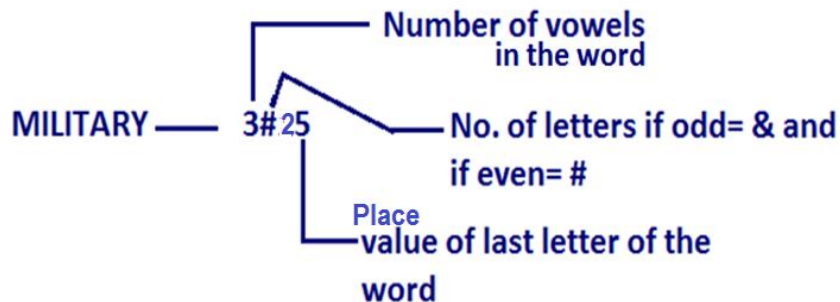 Number of vowels
in the word
MILITARY 3#25
No. of letters if odd= & and
if even= #
Place
value of last letter of the
word